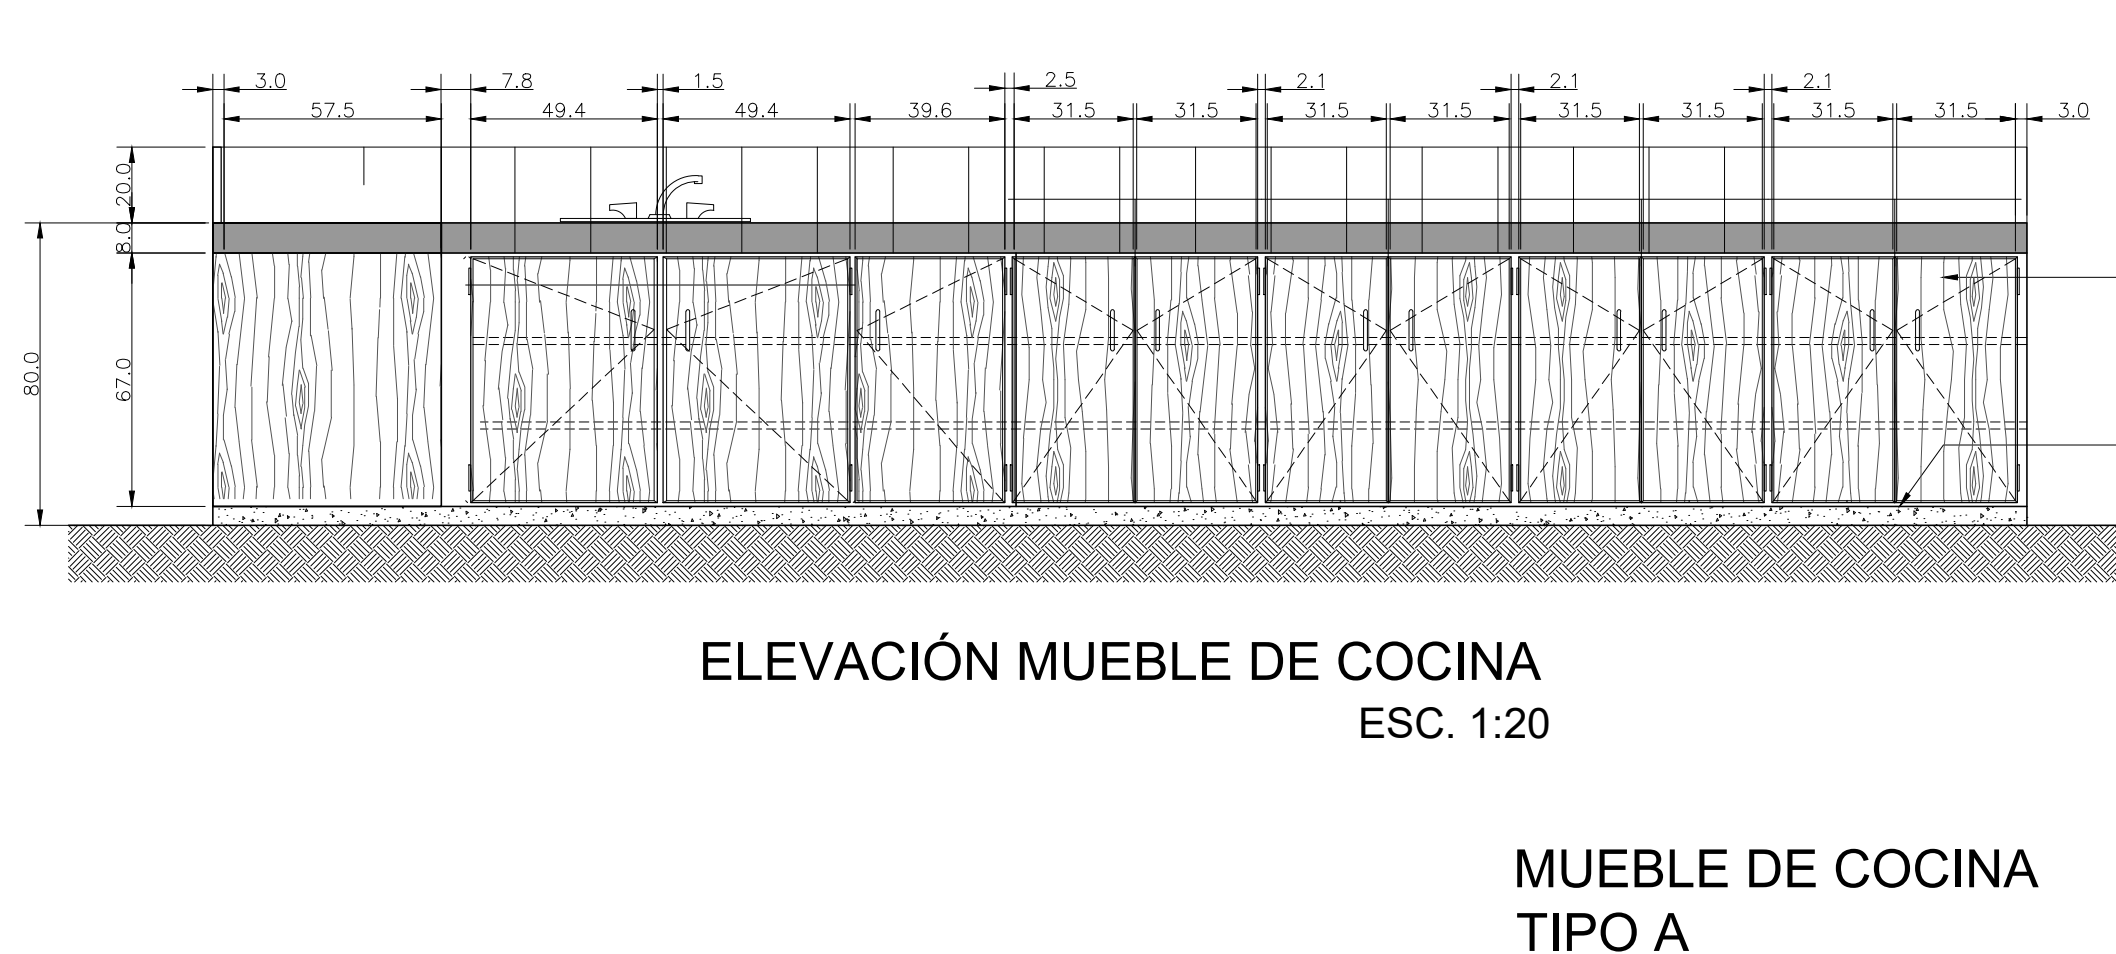 3.0 7.8 1.5 2.5 2.1 2.1 2.1
57.5 49.4 49.4 39.6 31.5 31.5 31.5 31.5 31.5 31.5 31.5 31.5 3.0
20.0
8.0
80.0
67.0
ELEVACIÓN MUEBLE DE COCINA
ESC. 1:20
MUEBLE DE COCINA
TIPO A